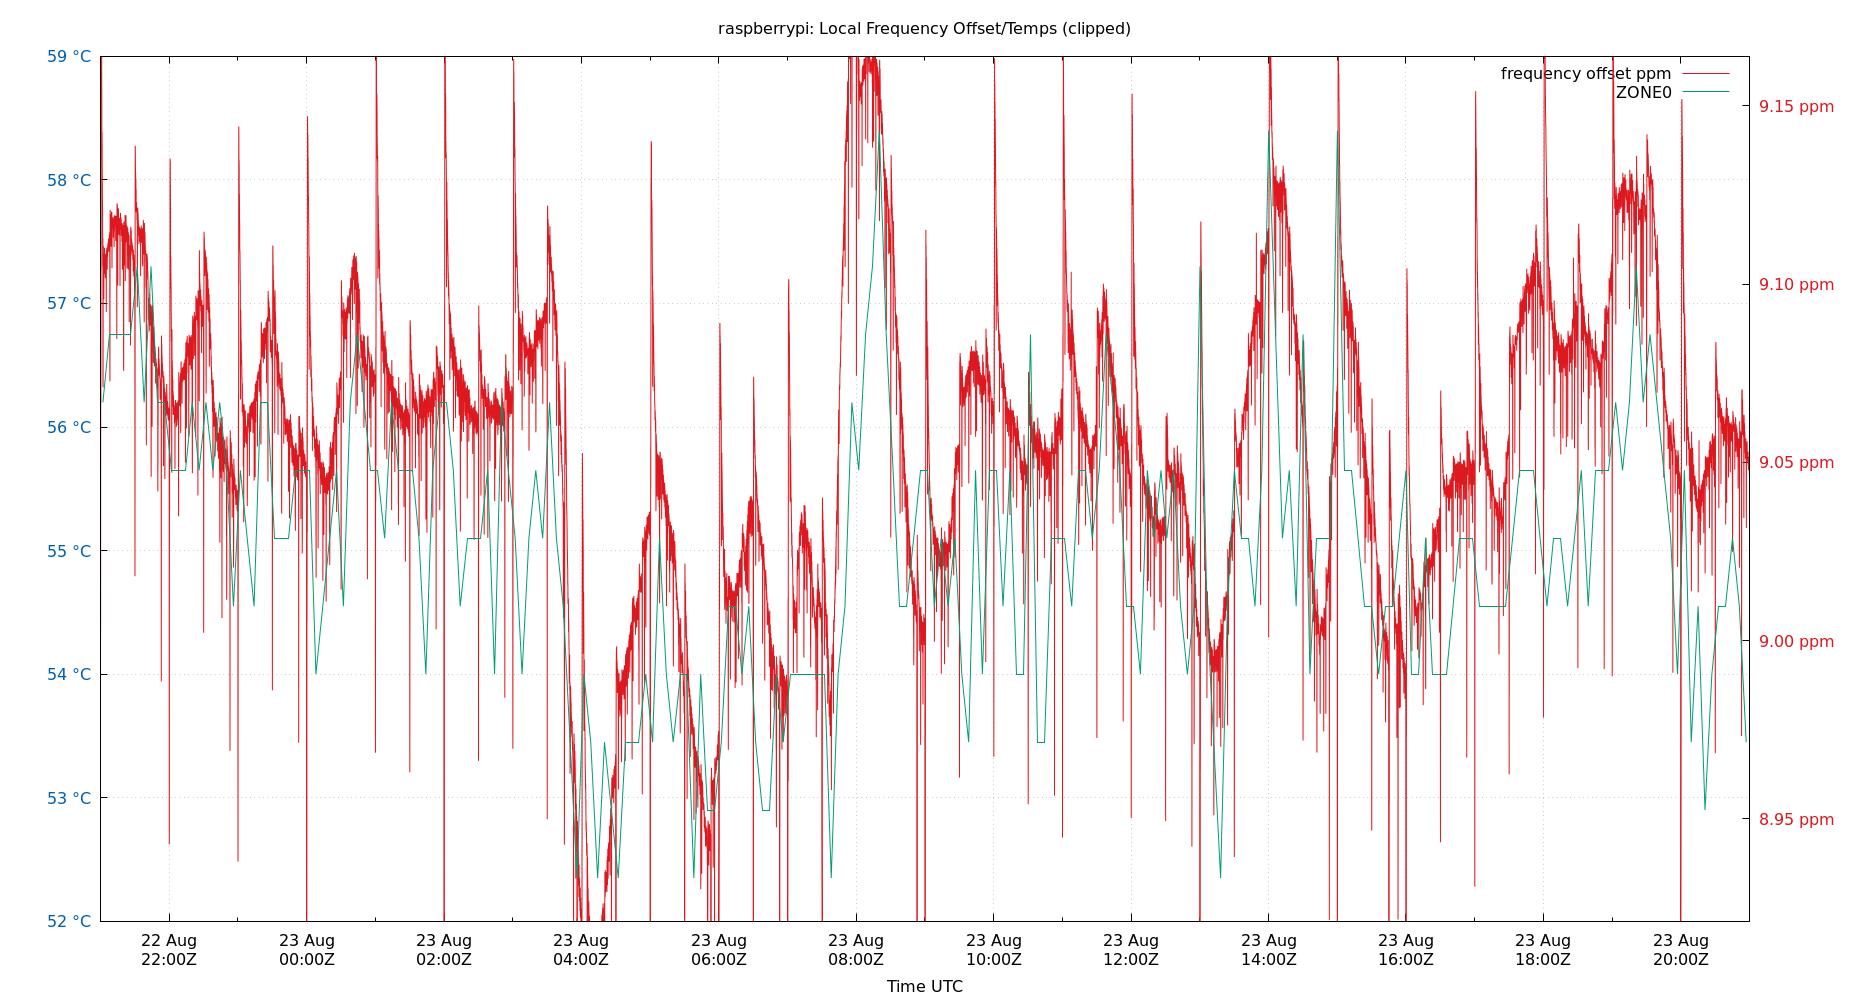 raspberrypi: Local Frequency Offset/Temps (clipped)
59 °C
58 °C
57 °C
56 °C
55 °C
54 °C
53 °C
52 °C
frequency offset ppm
ZONE0
9.15 ppm
9.10 ppm
9.05 ppm
9.00 ppm
8.95 ppm
22 Aug
22:00Z
23 Aug
00:00Z
23 Aug
02:00Z
23 Aug
04:00Z
23 Aug
06:00Z
23 Aug
08:00Z
23 Aug
10:00Z
23 Aug
12:00Z
23 Aug
14:00Z
23 Aug
16:00Z
23 Aug
18:00Z
23 Aug
20:00Z
Time UTC